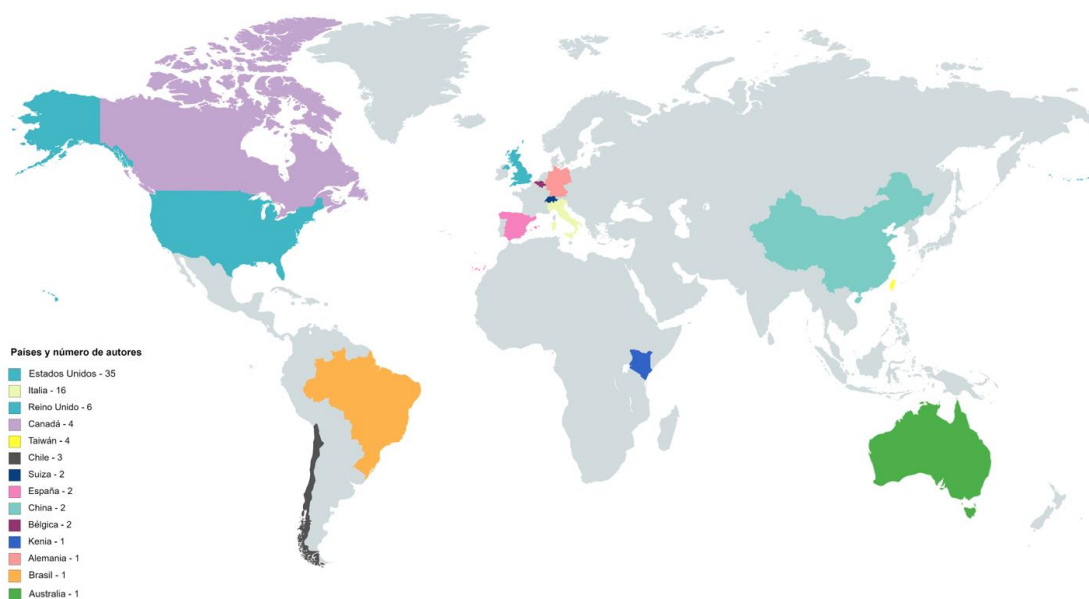 Países y número de autores
Estados Unidos - 35
Italia - 16
Reino Unido - 6
Canadá - 4
Taiwán - 4
Chile - 3
Suiza - 2
España - 2
China - 2
Bélgica - 2
Kenia - 1
Alemania - 1
Brasil - 1
Australia - 1